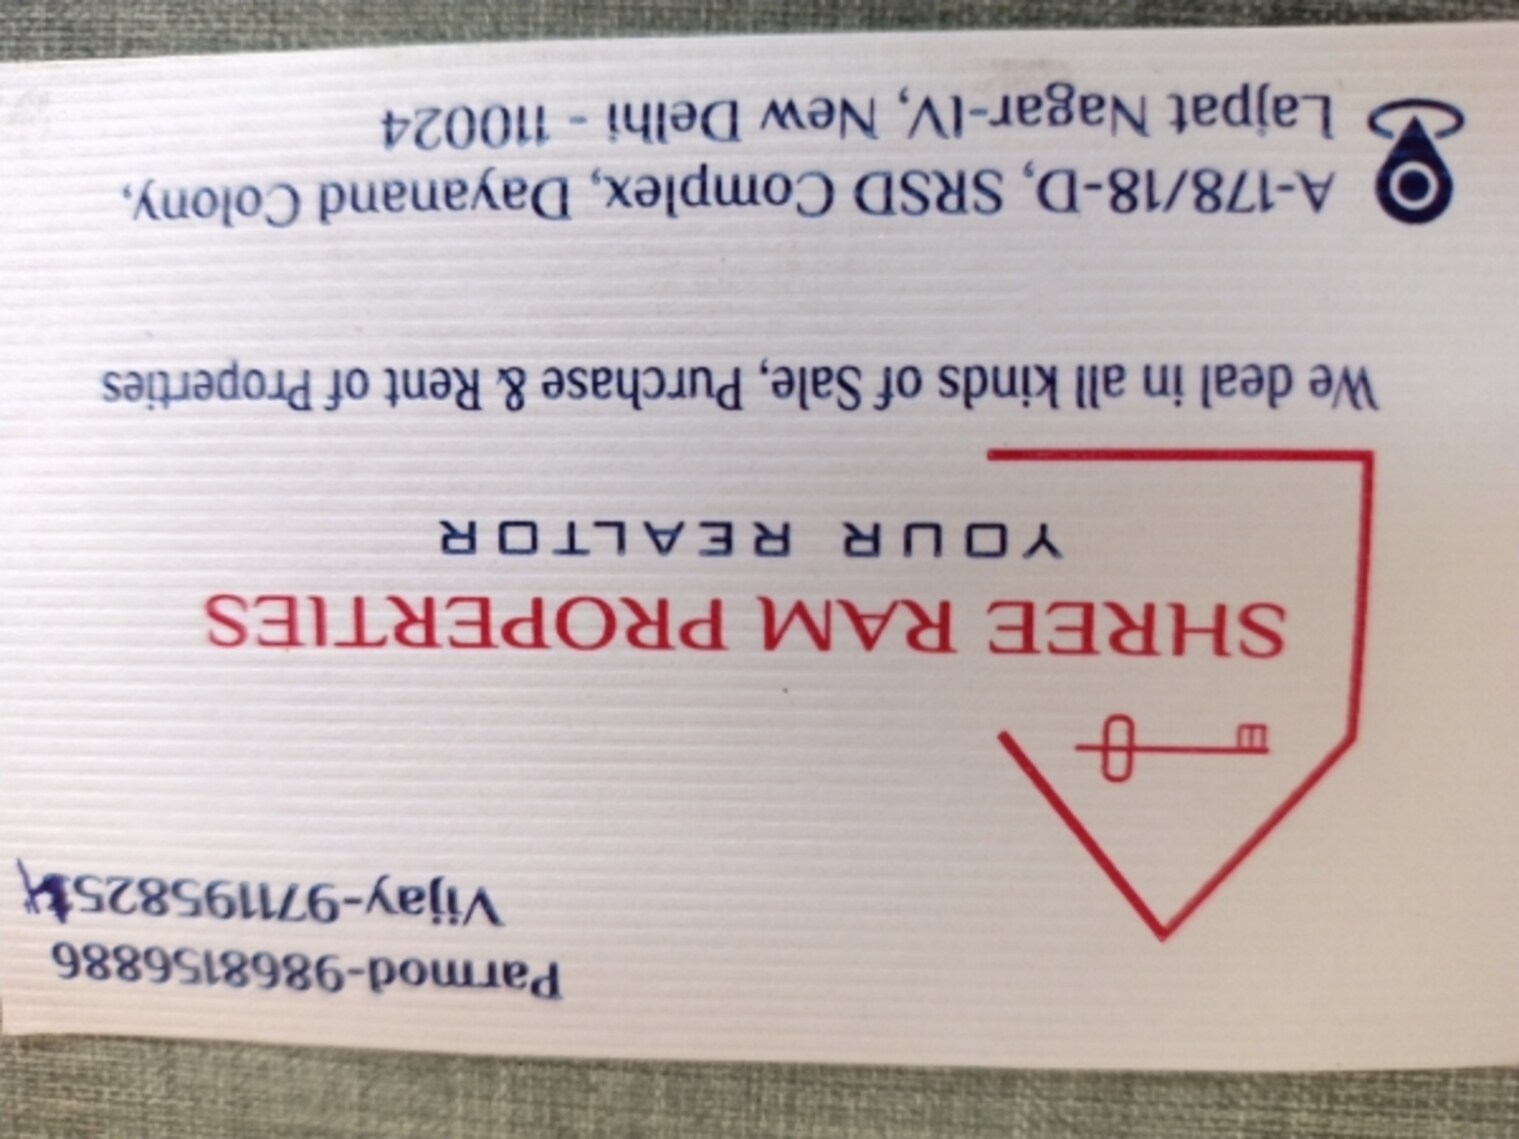 Parmod-9868156886
Vijay-9711958254
SHREE RAM PROPERTIES
YOUR REALTOR
We deal in all kinds of Sale, Purchase & Rent of Properties
A-178/18-D, SRSD Complex, Dayanand Colony,
Lajpat Nagar-IV, New Delhi - 110024